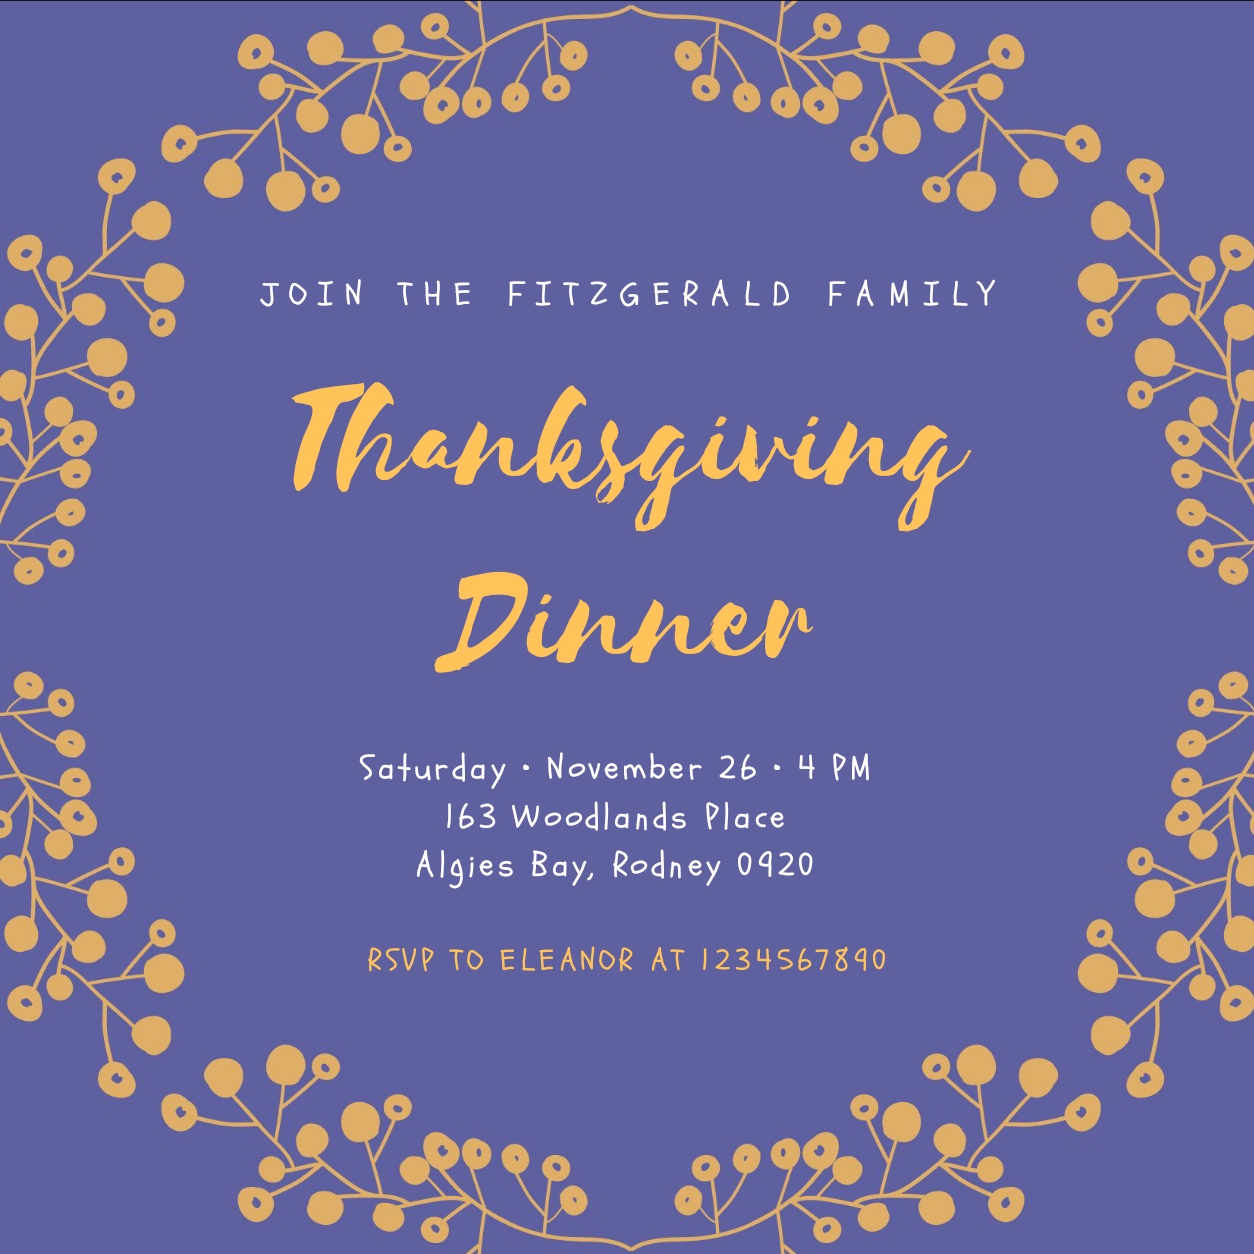 JOIN THE FITZGERALD FAMILY
Thanksgiving
Dinner
Saturday • November 26 • 4 PM
163 Woodlands Place
Algies Bay, Rodney 0920
RSVP TO ELEANOR AT 1234567890